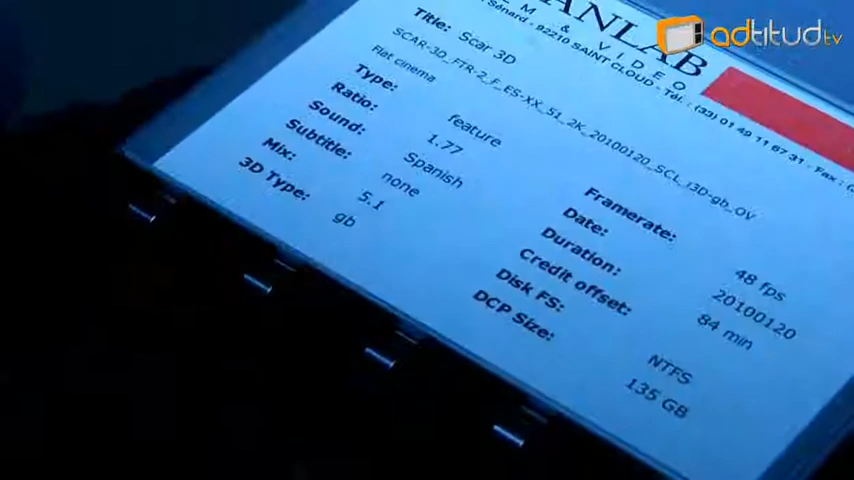 adtitud.tv
FILM & VIDEO
92210 SAINT CLOUD - Tél.: (33) 01 49 11 67 31 - Fax :
Title: Scar 3D
SCAR-3D_FTR-2_F_ES-XX_51_2K_20100120_SCL_i3D-gb_OV
Flat cinema
Type: feature
Ratio: 1.77
Sound: Spanish
Subtitle: none
Mix: 5.1
3D Type: gb
Framerate: 48 fps
Date: 20100120
Duration: 84 min
Credit offset:
Disk FS: NTFS
DCP Size: 135 GB